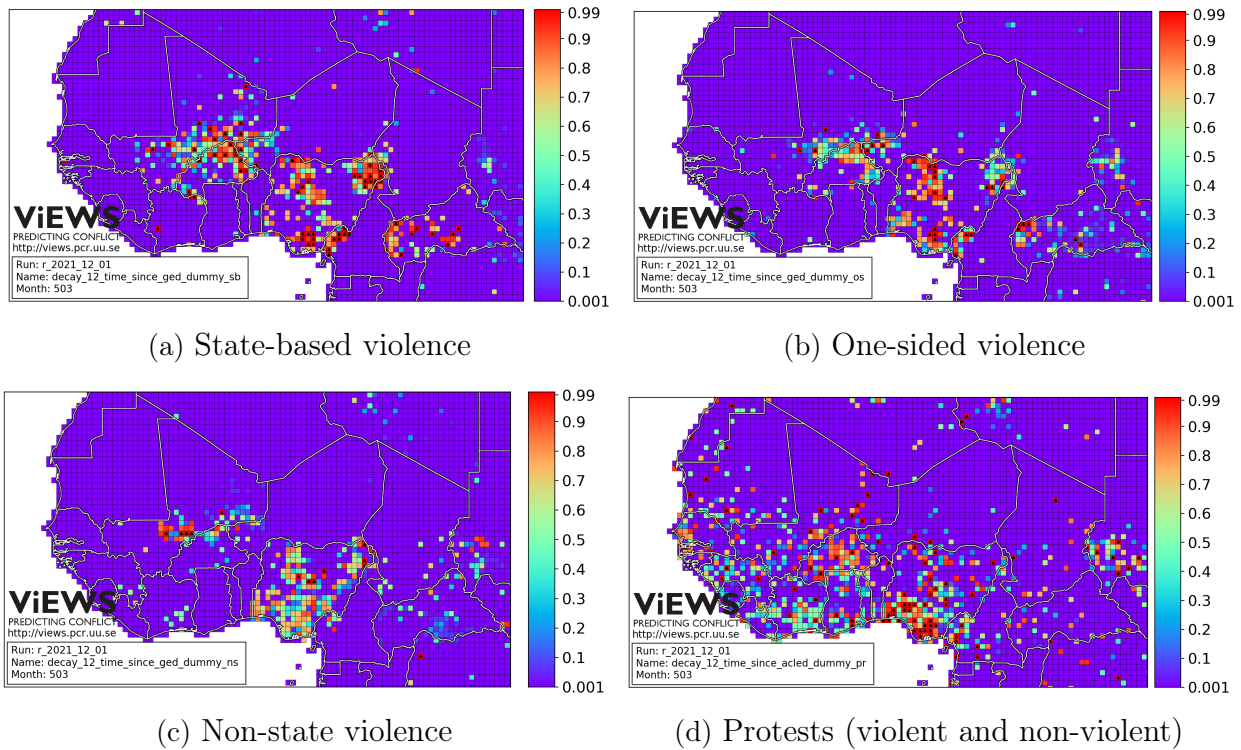 0.99
0.9
0.8
0.7
0.6
0.5
0.4
0.3
0.2
0.1
0.001
ViEWS
PREDICTING CONFLICT
http://views.pcr.uu.se
Run: r_2021_12_01
Name: decay_12_time_since_ged_dummy_sb
Month: 503
(a) State-based violence
0.99
0.9
0.8
0.7
0.6
0.5
0.4
0.3
0.2
0.1
0.001
ViEWS
PREDICTING CONFLICT
http://views.pcr.uu.se
Run: r_2021_12_01
Name: decay_12_time_since_ged_dummy_os
Month: 503
(b) One-sided violence
0.99
0.9
0.8
0.7
0.6
0.5
0.4
0.3
0.2
0.1
0.001
ViEWS
PREDICTING CONFLICT
http://views.pcr.uu.se
Run: r_2021_12_01
Name: decay_12_time_since_ged_dummy_ns
Month: 503
(c) Non-state violence
0.99
0.9
0.8
0.7
0.6
0.5
0.4
0.3
0.2
0.1
0.001
ViEWS
PREDICTING CONFLICT
http://views.pcr.uu.se
Run: r_2021_12_01
Name: decay_12_time_since_acled_dummy_pr
Month: 503
(d) Protests (violent and non-violent)